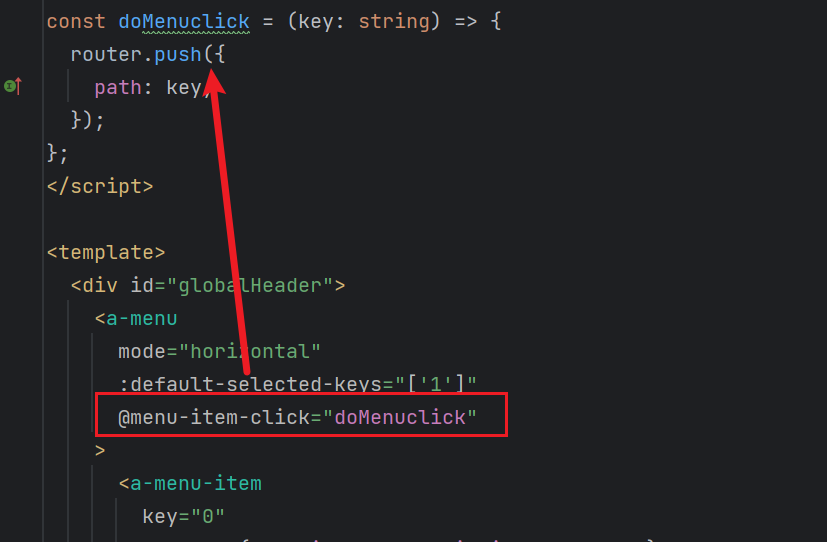 const doMenuclick = (key: string) => {
router.push({
path: key,
});
};
</script>
<template>
<div id="globalHeader">
<a-menu
mode="horizontal"
:default-selected-keys="['1']"
@menu-item-click="doMenuclick"
>
<a-menu-item
key="0"